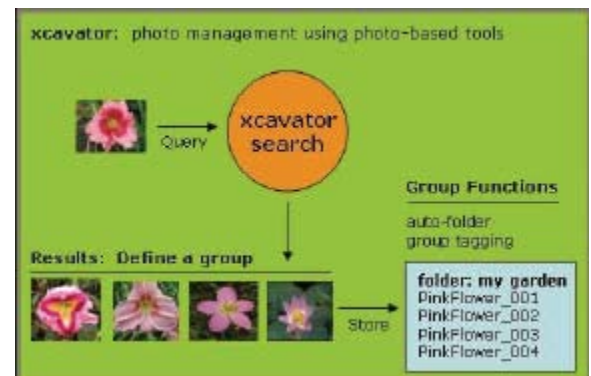 xcavator: photo management using photo-based tools
Query
xcavator
search
Group Functions
auto-folder
group tagging
Results: Define a group
Store
folder: my garden
PinkFlower_001
PinkFlower_002
PinkFlower_003
PinkFlower_004